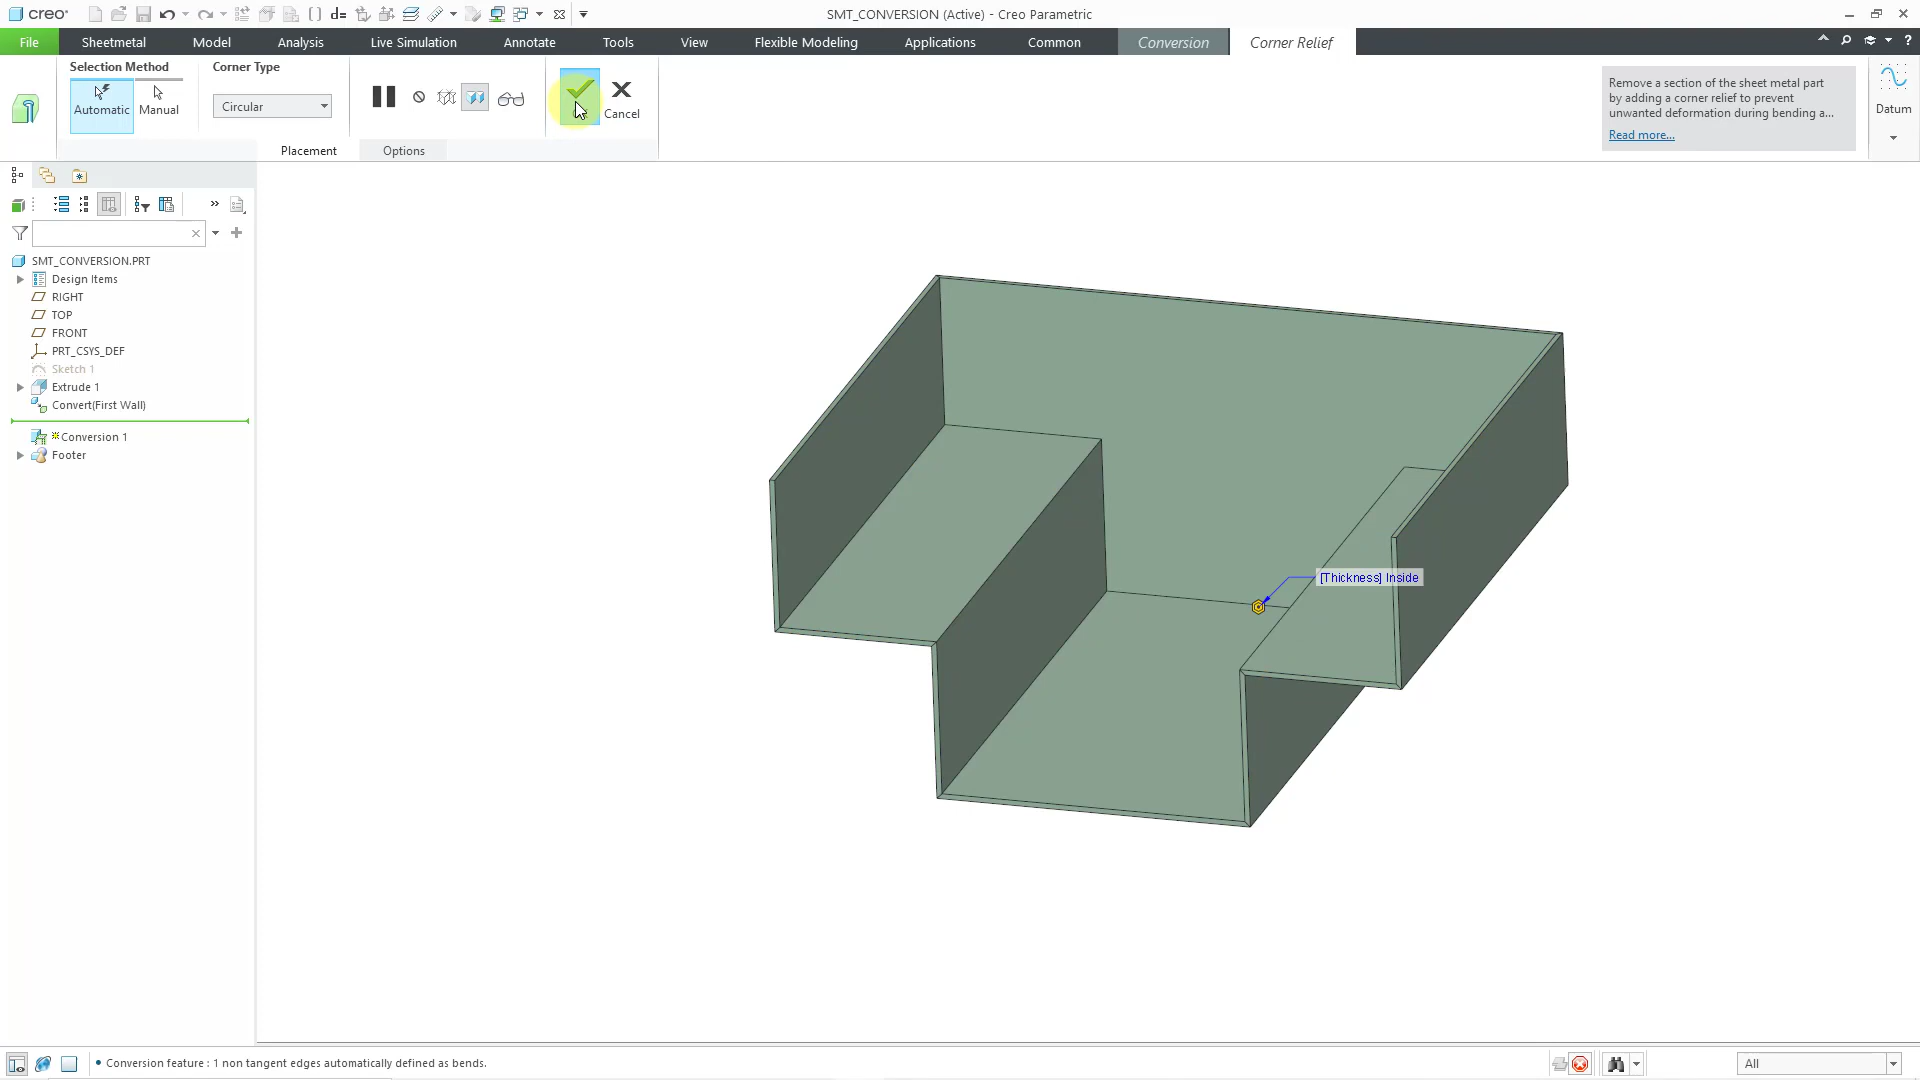 creo
SMT_CONVERSION (Active) - Creo Parametric
File
Sheetmetal
Model
Analysis
Live Simulation
Annotate
Tools
View
Flexible Modeling
Applications
Common
Conversion
Corner Relief
Selection Method
Corner Type
Automatic
Manual
Circular
Cancel
Placement
Options
Remove a section of the sheet metal part
by adding a corner relief to prevent
unwanted deformation during bending a...
Read more...
Datum
SMT_CONVERSION.PRT
Design Items
RIGHT
TOP
FRONT
PRT_CSYS_DEF
Sketch 1
Extrude 1
Convert(First Wall)
Conversion 1
Footer
[Thickness] Inside
Conversion feature : 1 non tangent edges automatically defined as bends.
All